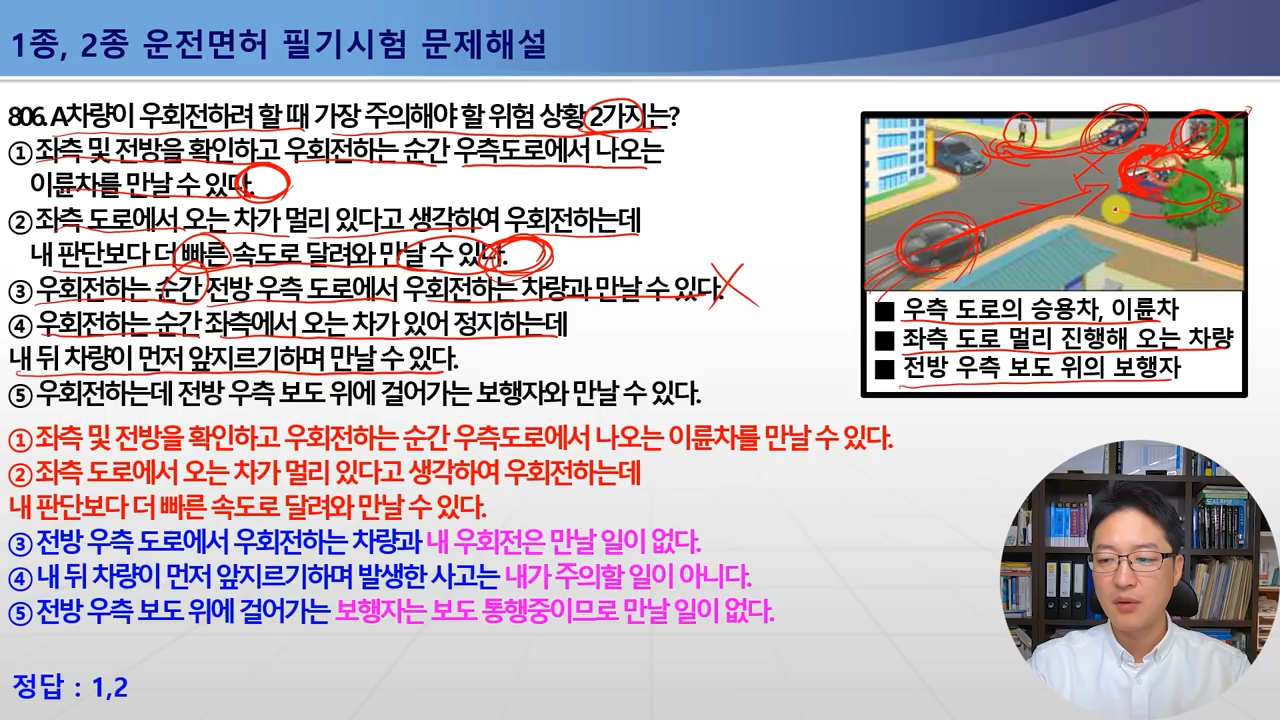 1종, 2종 운전면허 필기시험 문제해설
806. A차량이 우회전하려 할 때 가장 주의해야 할 위험 상황 2가지는?
① 좌측 및 전방을 확인하고 우회전하는 순간 우측도로에서 나오는
이륜차를 만날 수 있다.
② 좌측 도로에서 오는 차가 멀리 있다고 생각하여 우회전하는데
내 판단보다 더 빠른 속도로 달려와 만날 수 있다.
③ 우회전하는 순간 전방 우측 도로에서 우회전하는 차량과 만날 수 있다.
④ 우회전하는 순간 좌측에서 오는 차가 있어 정지하는데
내 뒤 차량이 먼저 앞지르기하며 만날 수 있다.
⑤ 우회전하는데 전방 우측 보도 위에 걸어가는 보행자와 만날 수 있다.
■ 우측 도로의 승용차, 이륜차
■ 좌측 도로 멀리 진행해 오는 차량
■ 전방 우측 보도 위의 보행자
① 좌측 및 전방을 확인하고 우회전하는 순간 우측도로에서 나오는 이륜차를 만날 수 있다.
② 좌측 도로에서 오는 차가 멀리 있다고 생각하여 우회전하는데
내 판단보다 더 빠른 속도로 달려와 만날 수 있다.
③ 전방 우측 도로에서 우회전하는 차량과 내 우회전은 만날 일이 없다.
④ 내 뒤 차량이 먼저 앞지르기하며 발생한 사고는 내가 주의할 일이 아니다.
⑤ 전방 우측 보도 위에 걸어가는 보행자는 보도 통행중이므로 만날 일이 없다.
정답 : 1,2